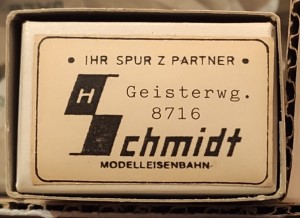 • IHR SPUR Z PARTNER •
H Geisterwg.
8716
Schmidt
MODELLEISENBAHN